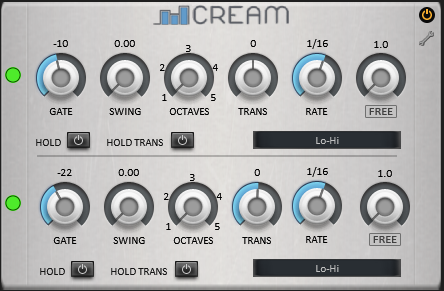 CREAM
-10 0.00 3 0 1/16 1.0
2 4
1 5
GATE SWING OCTAVES TRANS RATE FREE
HOLD HOLD TRANS Lo-Hi
-22 0.00 3 0 1/16 1.0
2 4
1 5
GATE SWING OCTAVES TRANS RATE FREE
HOLD HOLD TRANS Lo-Hi